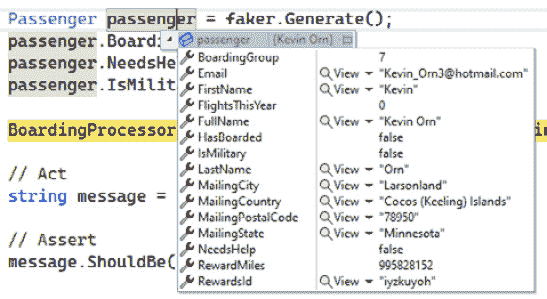 Passenger passenger = faker.Generate();
passenger.Boardi
passenger [Kevin Orn]
passenger.NeedsHe
passenger.IsMilit
BoardingGroup 7
Email View "Kevin_Orn3@hotmail.com"
FirstName View "Kevin"
FlightsThisYear 0
FullName View "Kevin Orn"
HasBoarded false
IsMilitary false
LastName View "Orn"
MailingCity View "Larsonland"
MailingCountry View "Cocos (Keeling) Islands"
MailingPostalCode View "78950"
MailingState View "Minnesota"
NeedsHelp false
RewardMiles 995828152
RewardsId View "iyzkuyoh"
BoardingProcessor in
// Act
string message =
// Assert
message.ShouldBe(